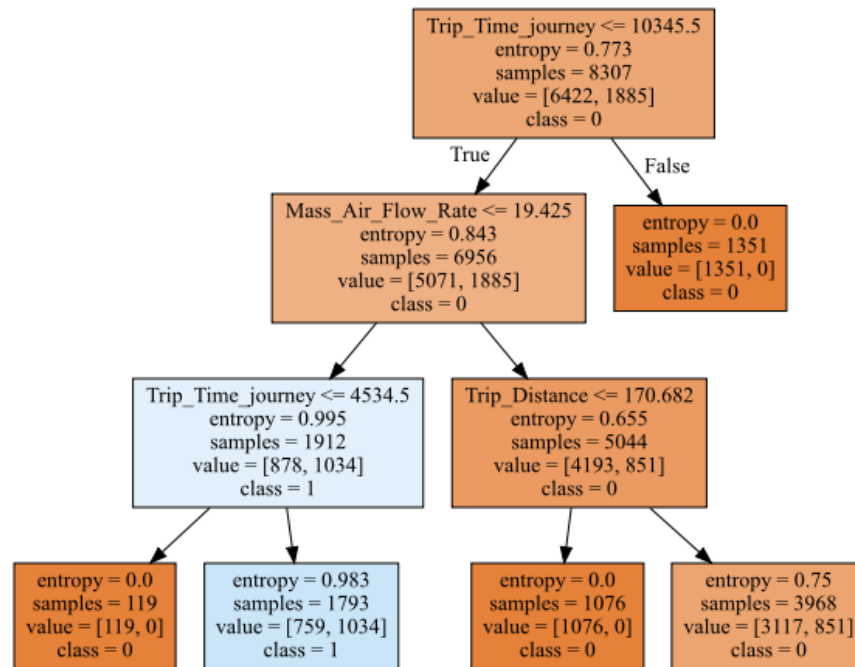 Trip_Time_journey <= 10345.5
entropy = 0.773
samples = 8307
value = [6422, 1885]
class = 0
True
False
Mass_Air_Flow_Rate <= 19.425
entropy = 0.843
samples = 6956
value = [5071, 1885]
class = 0
entropy = 0.0
samples = 1351
value = [1351, 0]
class = 0
Trip_Time_journey <= 4534.5
entropy = 0.995
samples = 1912
value = [878, 1034]
class = 1
Trip_Distance <= 170.682
entropy = 0.655
samples = 5044
value = [4193, 851]
class = 0
entropy = 0.0
samples = 119
value = [119, 0]
class = 0
entropy = 0.983
samples = 1793
value = [759, 1034]
class = 1
entropy = 0.0
samples = 1076
value = [1076, 0]
class = 0
entropy = 0.75
samples = 3968
value = [3117, 851]
class = 0